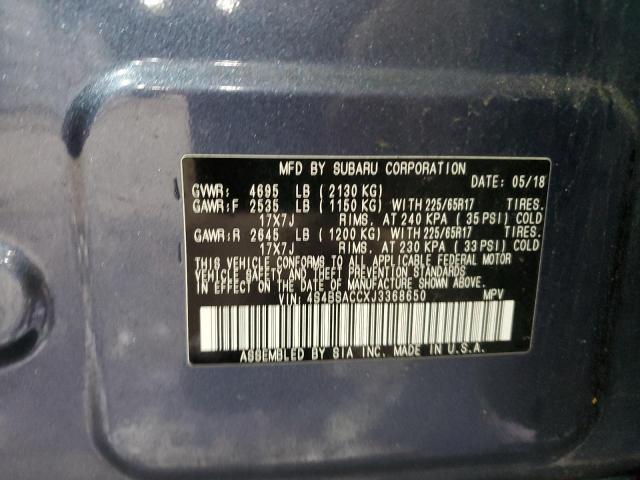 MFD BY SUBARU CORPORATION
DATE: 05/18
GVWR: 4695 LB ( 2130 KG)
GAWR:F 2535 LB ( 1150 KG) WITH 225/65R17 TIRES.
17X7J RIMS, AT 240 KPA ( 35 PSI) COLD
GAWR:R 2645 LB ( 1200 KG) WITH 225/65R17 TIRES.
17X7J RIMS, AT 230 KPA ( 33 PSI) COLD
THIS VEHICLE CONFORMS TO ALL APPLICABLE FEDERAL MOTOR
VEHICLE SAFETY AND THEFT PREVENTION STANDARDS IN EFFECT
ON THE DATE OF MANUFACTURE SHOWN ABOVE.
VIN: 4S4BSACCXJ3368650 MPV
ASSEMBLED BY SIA INC. MADE IN U.S.A.